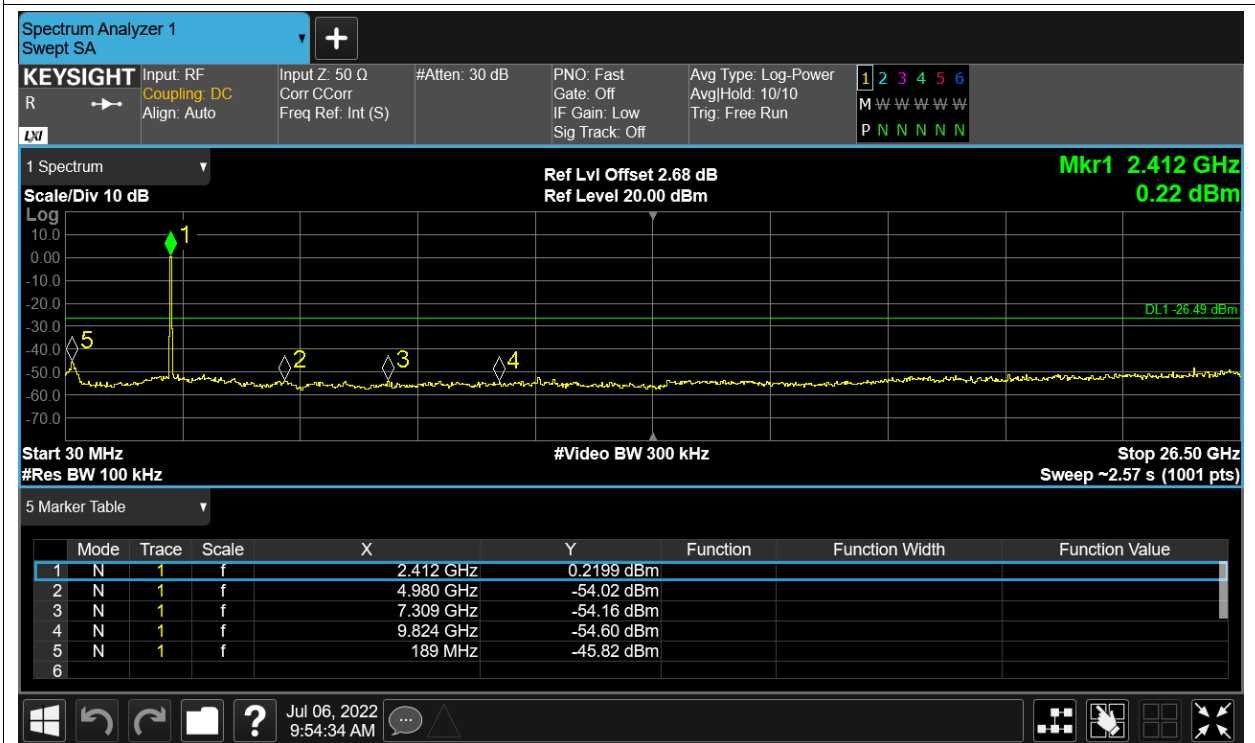 Spectrum Analyzer 1
Swept SA
KEYSIGHT Input: RF Input Z: 50 Ω #Atten: 30 dB PNO: Fast Avg Type: Log-Power 1 2 3 4 5 6
R Coupling: DC Corr CCorr Gate: Off Avg|Hold: 10/10 M W W W W W
Align: Auto Freq Ref: Int (S) IF Gain: Low Trig: Free Run
LXI Sig Track: Off P N N N N N
1 Spectrum Ref Lvl Offset 2.68 dB Mkr1 2.412 GHz
Scale/Div 10 dB Ref Level 20.00 dBm 0.22 dBm
Log
10.0 1
0.00
-10.0
-20.0
DL1 -26.49 dBm
-30.0
5
-40.0
2 3 4
-50.0
-60.0
-70.0
Start 30 MHz #Video BW 300 kHz Stop 26.50 GHz
#Res BW 100 kHz Sweep ~2.57 s (1001 pts)
5 Marker Table
Mode Trace Scale X Y Function Function Width Function Value
1 N 1 f 2.412 GHz 0.2199 dBm
2 N 1 f 4.980 GHz -54.02 dBm
3 N 1 f 7.309 GHz -54.16 dBm
4 N 1 f 9.824 GHz -54.60 dBm
5 N 1 f 189 MHz -45.82 dBm
6
? Jul 06, 2022
9:54:34 AM